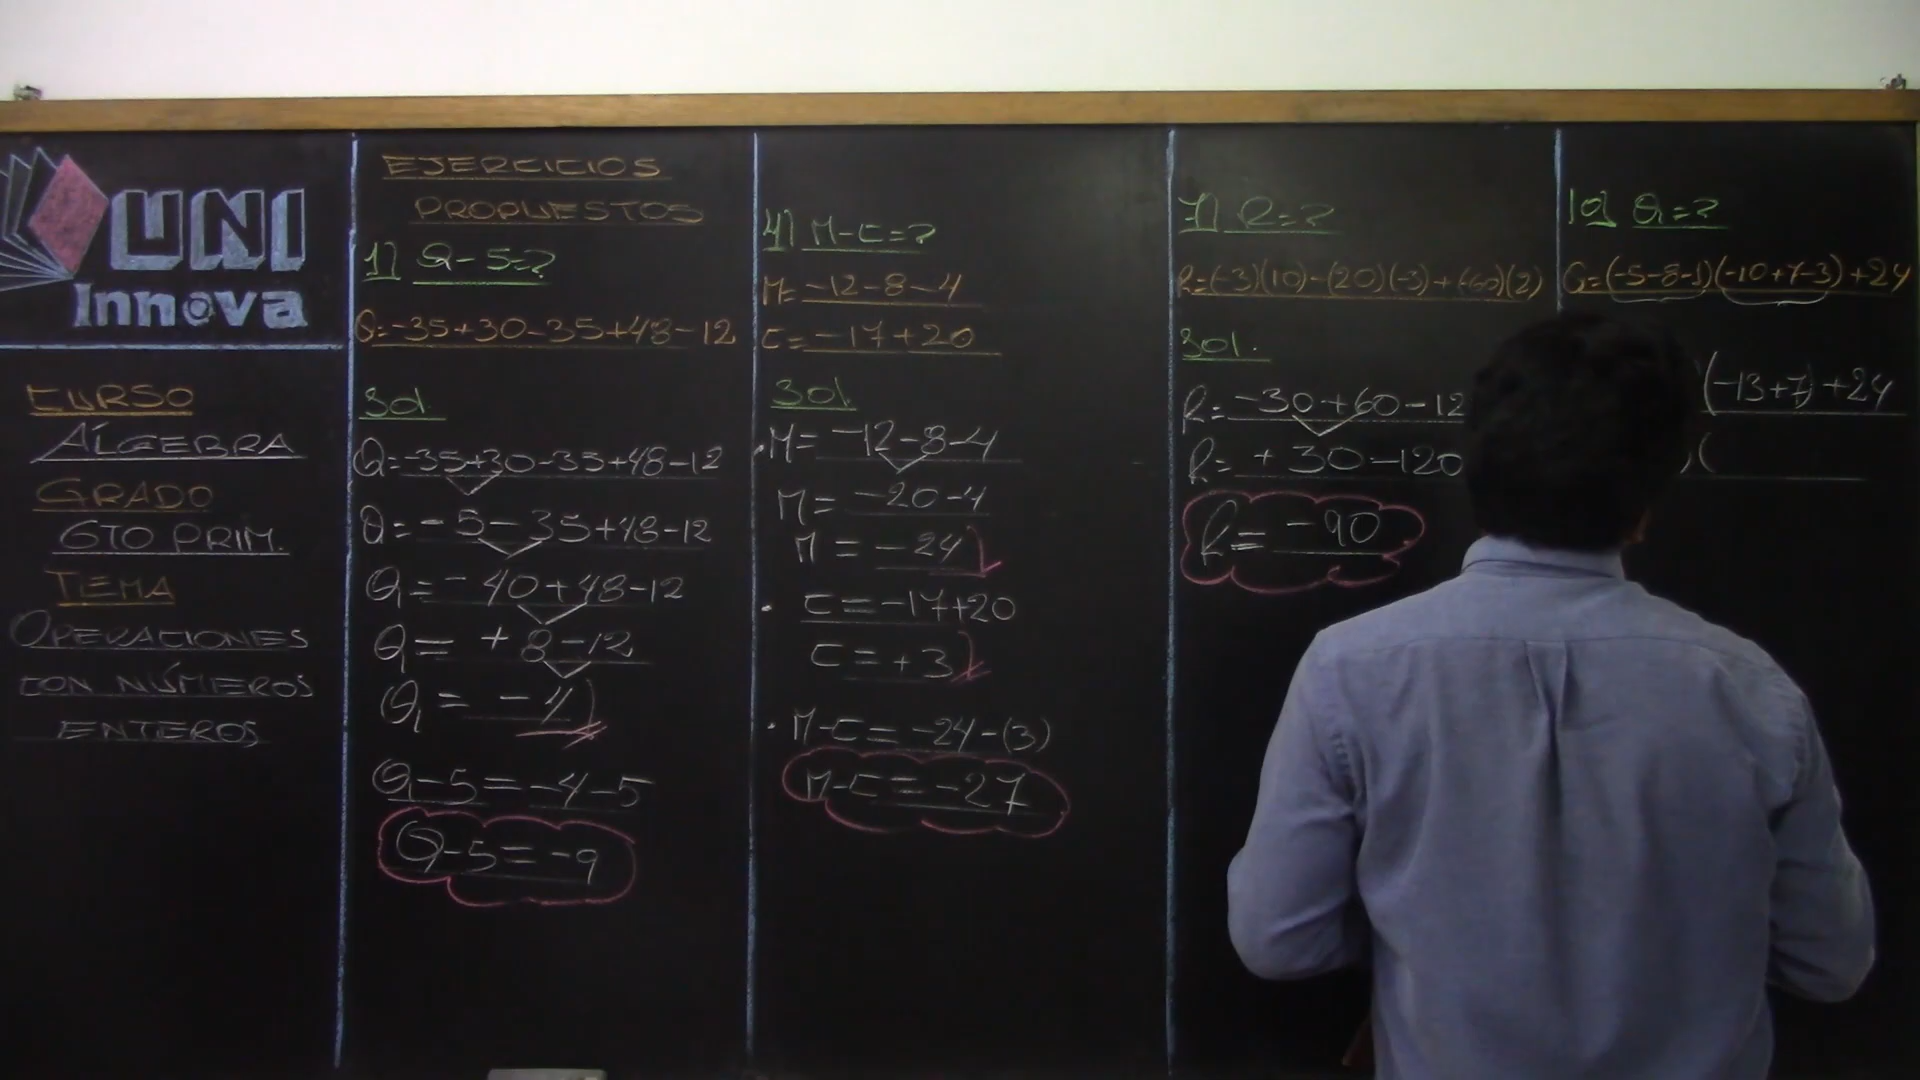 UNI
Innova
CURSO
ÁLGEBRA
GRADO
6TO PRIM.
TEMA
OPERACIONES
CON NÚMEROS
ENTEROS
EJERCICIOS
PROPUESTOS
1) Q-5=?
Q=-35+30-35+48-12
Sol.
Q=-35+30-35+48-12
Q=-5-35+48-12
Q=-40+48-12
Q=+8-12
Q=-4
Q-5=-4-5
Q-5=-9
4) M-C=?
M=-12-8-4
C=-17+20
Sol.
M=-12-8-4
M=-20-4
M=-24
C=-17+20
C=+3
M-C=-24-(3)
M-C=-27
7) R=?
R=(-3)(10)-(20)(-3)+(-60)(2)
Sol.
R=-30+60-12
R=+30-120
R=-90
10) Q=?
Q=(-5-8-1)(-10+7-3)+24
(-13+7)+24
)(